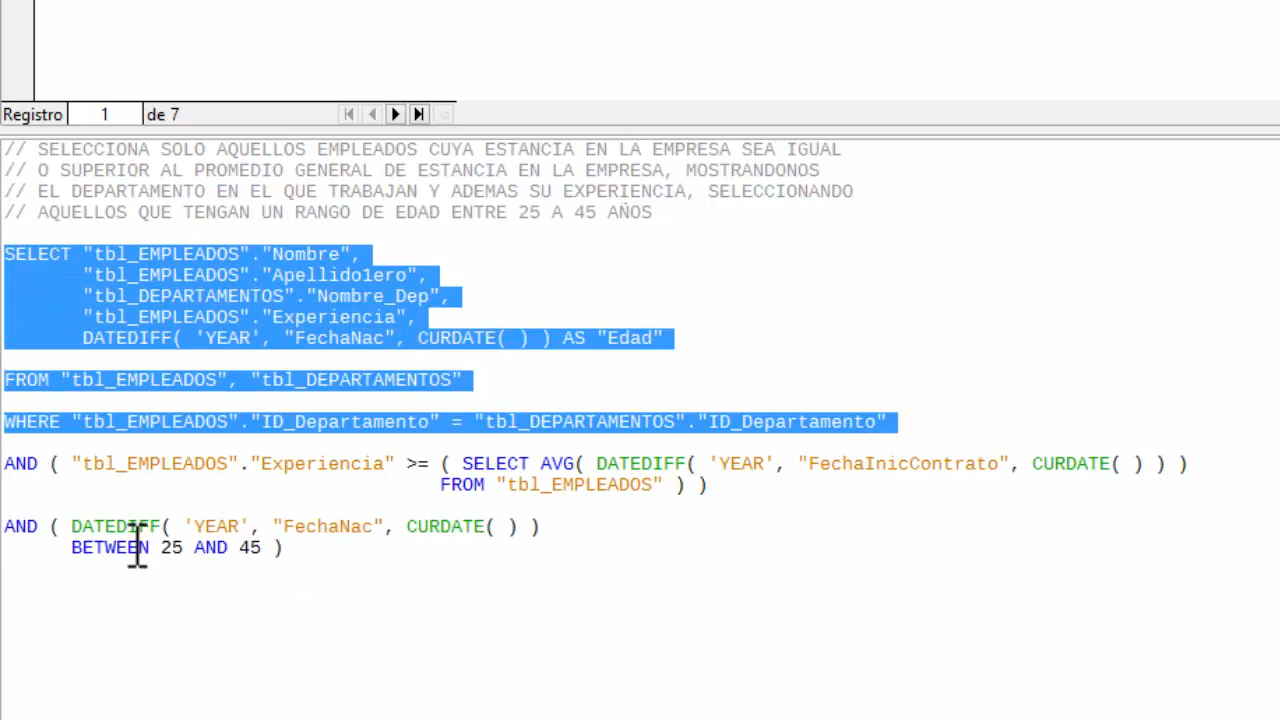 Registro 1 de 7
// SELECCIONA SOLO AQUELLOS EMPLEADOS CUYA ESTANCIA EN LA EMPRESA SEA IGUAL
// O SUPERIOR AL PROMEDIO GENERAL DE ESTANCIA EN LA EMPRESA, MOSTRANDONOS
// EL DEPARTAMENTO EN EL QUE TRABAJAN Y ADEMAS SU EXPERIENCIA, SELECCIONANDO
// AQUELLOS QUE TENGAN UN RANGO DE EDAD ENTRE 25 A 45 AÑOS
SELECT "tbl_EMPLEADOS"."Nombre",
"tbl_EMPLEADOS"."Apellido1ero",
"tbl_DEPARTAMENTOS"."Nombre_Dep",
"tbl_EMPLEADOS"."Experiencia",
DATEDIFF( 'YEAR', "FechaNac", CURDATE( ) ) AS "Edad"
FROM "tbl_EMPLEADOS", "tbl_DEPARTAMENTOS"
WHERE "tbl_EMPLEADOS"."ID_Departamento" = "tbl_DEPARTAMENTOS"."ID_Departamento"
AND ( "tbl_EMPLEADOS"."Experiencia" >= ( SELECT AVG( DATEDIFF( 'YEAR', "FechaInicContrato", CURDATE( ) ) )
FROM "tbl_EMPLEADOS" ) )
AND ( DATEDIFF( 'YEAR', "FechaNac", CURDATE( ) )
BETWEEN 25 AND 45 )